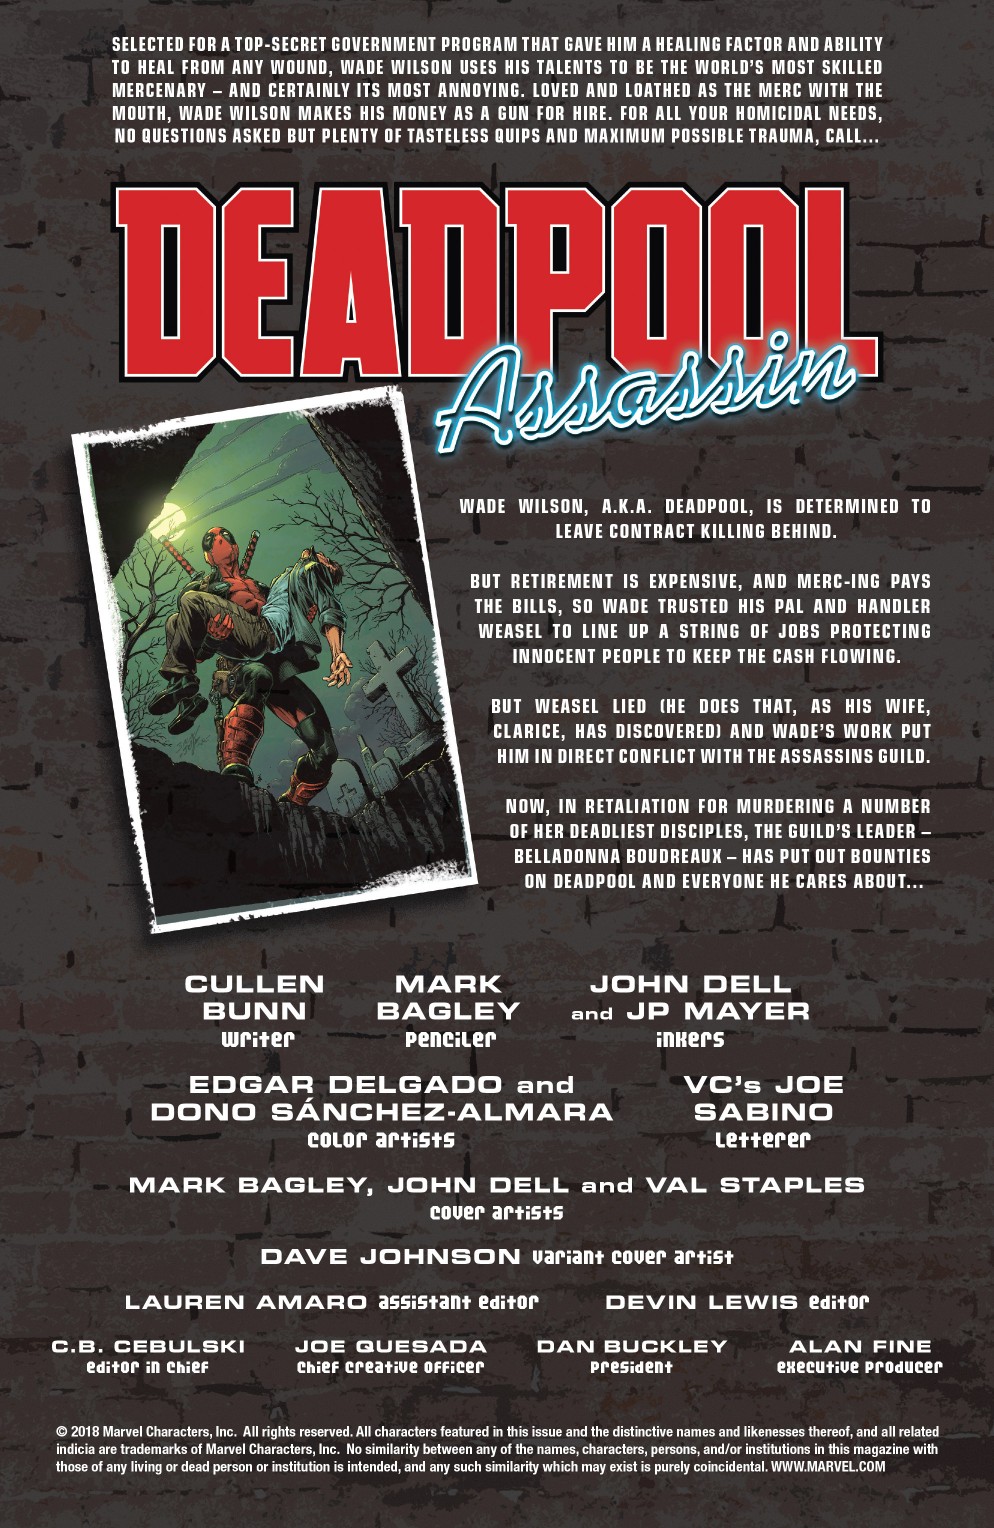 SELECTED FOR A TOP-SECRET GOVERNMENT PROGRAM THAT GAVE HIM A HEALING FACTOR AND ABILITY
TO HEAL FROM ANY WOUND, WADE WILSON USES HIS TALENTS TO BE THE WORLD'S MOST SKILLED
MERCENARY – AND CERTAINLY ITS MOST ANNOYING. LOVED AND LOATHED AS THE MERC WITH THE
MOUTH, WADE WILSON MAKES HIS MONEY AS A GUN FOR HIRE. FOR ALL YOUR HOMICIDAL NEEDS,
NO QUESTIONS ASKED BUT PLENTY OF TASTELESS QUIPS AND MAXIMUM POSSIBLE TRAUMA, CALL...
DEADPOOL
Assassin
WADE WILSON, A.K.A. DEADPOOL, IS DETERMINED TO
LEAVE CONTRACT KILLING BEHIND.
BUT RETIREMENT IS EXPENSIVE, AND MERC-ING PAYS
THE BILLS, SO WADE TRUSTED HIS PAL AND HANDLER
WEASEL TO LINE UP A STRING OF JOBS PROTECTING
INNOCENT PEOPLE TO KEEP THE CASH FLOWING.
BUT WEASEL LIED (HE DOES THAT, AS HIS WIFE,
CLARICE, HAS DISCOVERED) AND WADE'S WORK PUT
HIM IN DIRECT CONFLICT WITH THE ASSASSINS GUILD.
NOW, IN RETALIATION FOR MURDERING A NUMBER
OF HER DEADLIEST DISCIPLES, THE GUILD'S LEADER –
BELLADONNA BOUDREAUX – HAS PUT OUT BOUNTIES
ON DEADPOOL AND EVERYONE HE CARES ABOUT...
CULLEN
BUNN
writer
MARK
BAGLEY
penciler
JOHN DELL
and JP MAYER
inkers
EDGAR DELGADO and
DONO SÁNCHEZ-ALMARA
color artists
VC's JOE
SABINO
letterer
MARK BAGLEY, JOHN DELL and VAL STAPLES
cover artists
DAVE JOHNSON variant cover artist
LAUREN AMARO assistant editor
DEVIN LEWIS editor
C.B. CEBULSKI
editor in chief
JOE QUESADA
chief creative officer
DAN BUCKLEY
president
ALAN FINE
executive producer
© 2018 Marvel Characters, Inc. All rights reserved. All characters featured in this issue and the distinctive names and likenesses thereof, and all related
indicia are trademarks of Marvel Characters, Inc. No similarity between any of the names, characters, persons, and/or institutions in this magazine with
those of any living or dead person or institution is intended, and any such similarity which may exist is purely coincidental. WWW.MARVEL.COM